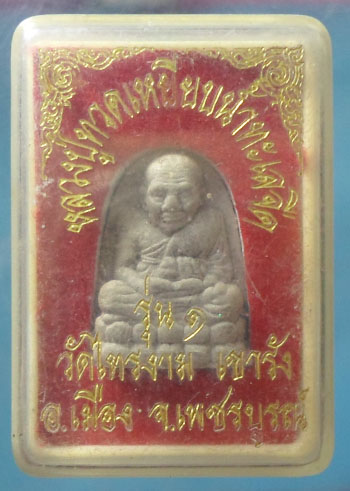 หลวงปู่ทวดเหยียบน้ำทะเลจืด
รุ่น ๑
วัดไทรงาม เขารัง
อ.เมือง จ.เพชรบูรณ์